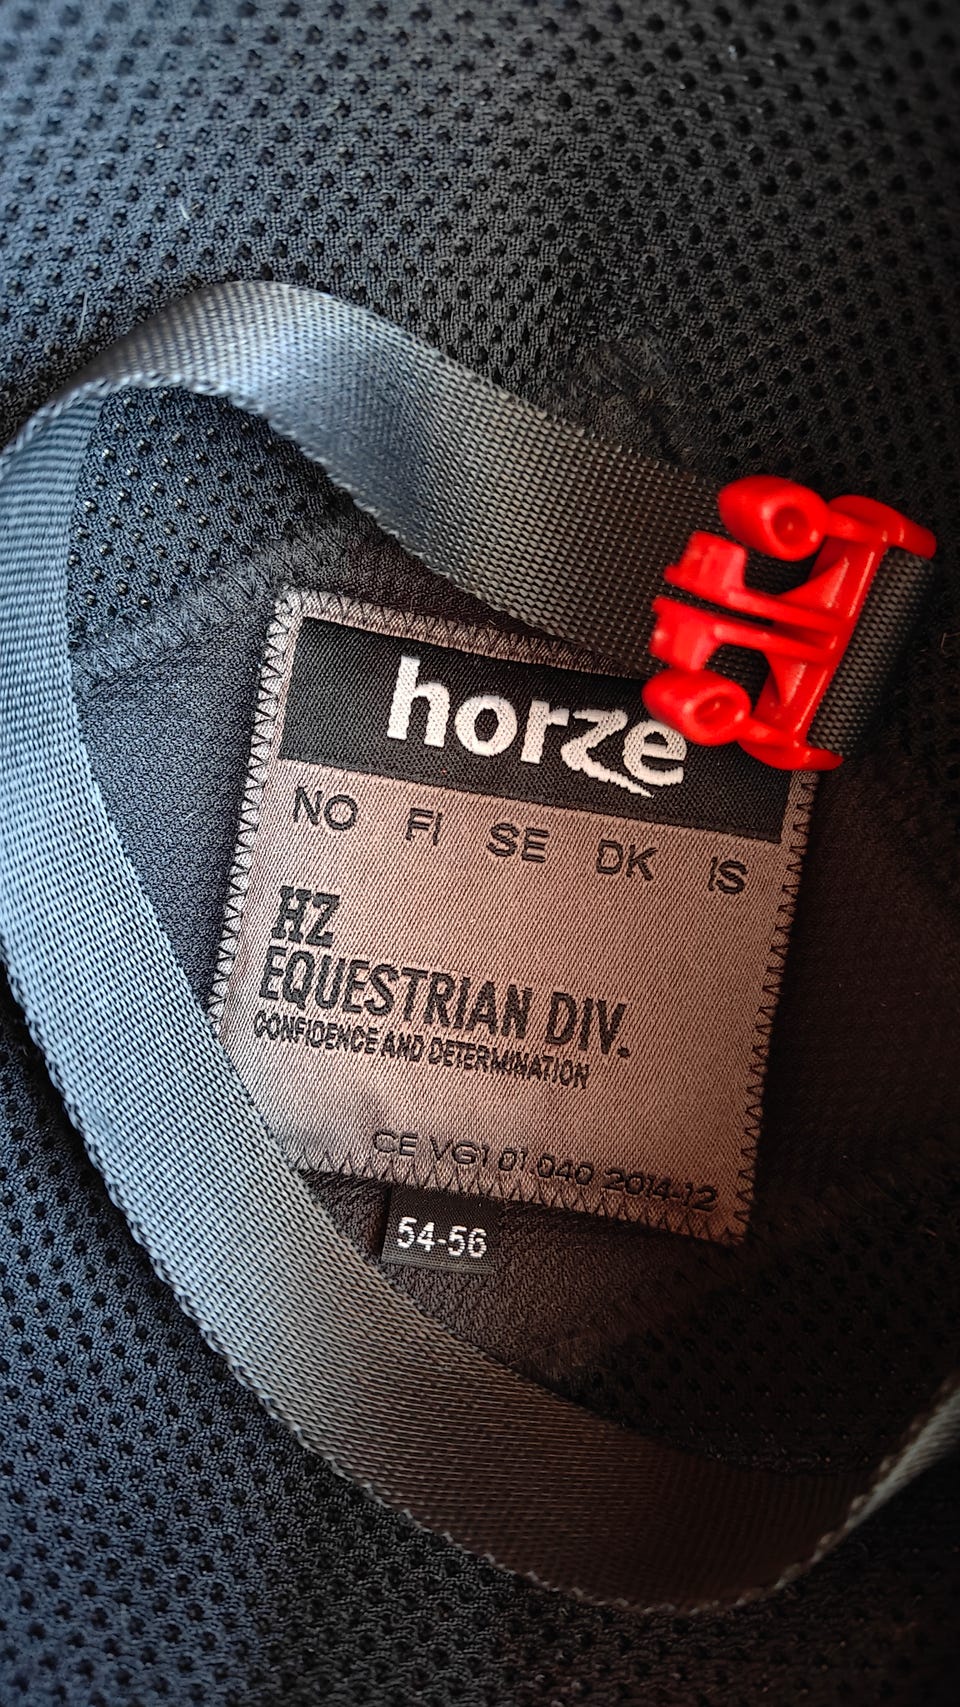 horze
NO FI SE DK IS
HZ
EQUESTRIAN DIV.
CONFIDENCE AND DETERMINATION
CE VG1 01 040 2014-12
54-56